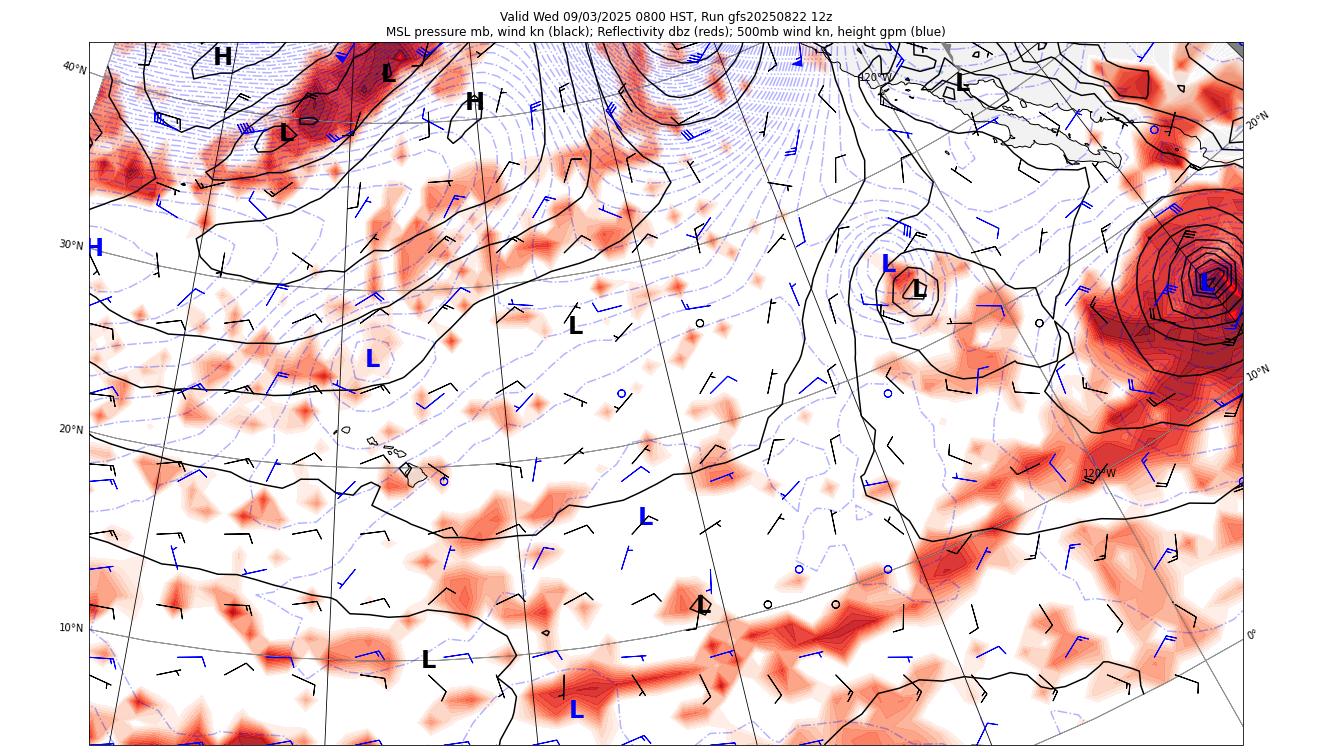 Valid Wed 09/03/2025 0800 HST, Run gfs20250822 12z
MSL pressure mb, wind kn (black); Reflectivity dbz (reds); 500mb wind kn, height gpm (blue)
H
L
H
L
L
40°N
120°W
20°N
30°N
H
L
L
L
L
L
10°N
20°N
120°W
L
10°N
L
0°
L
L